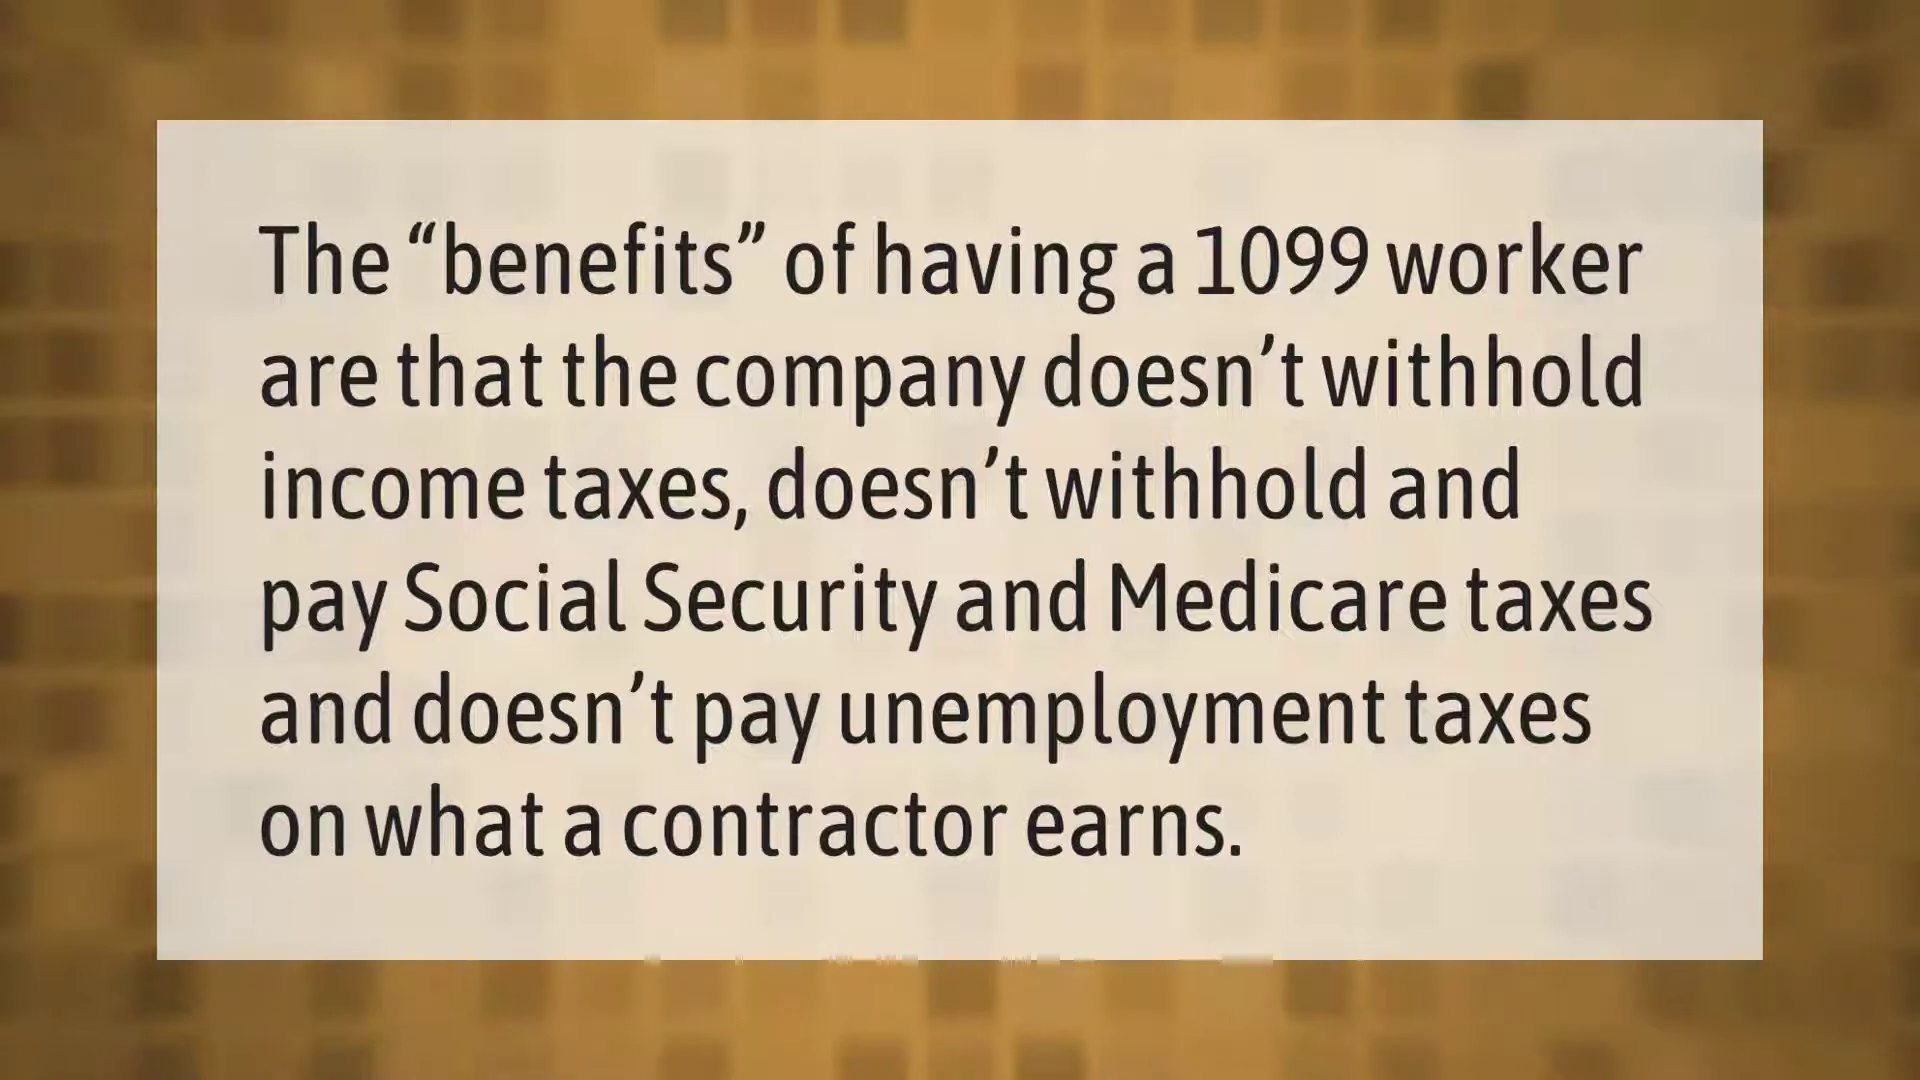 The “benefits” of having a 1099 worker
are that the company doesn’t withhold
income taxes, doesn’t withhold and
pay Social Security and Medicare taxes
and doesn’t pay unemployment taxes
on what a contractor earns.